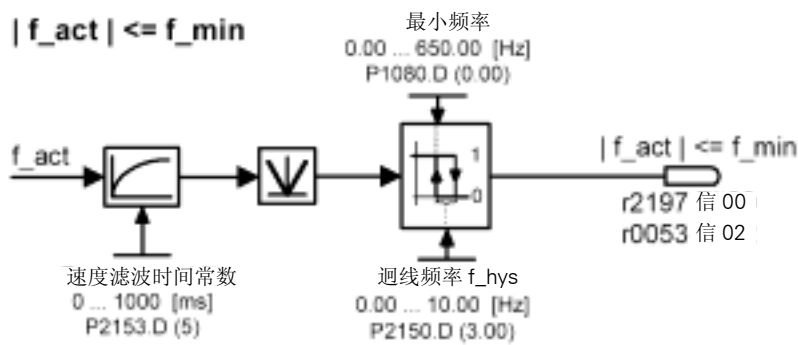 | f_act | <= f_min
最小频率
0.00 ... 650.00 [Hz]
P1080.D (0.00)
f_act
1
0
| f_act | <= f_min
r2197 信 00
r0053 信 02
速度滤波时间常数
0 ... 1000 [ms]
P2153.D (5)
迴线频率 f_hys
0.00 ... 10.00 [Hz]
P2150.D (3.00)